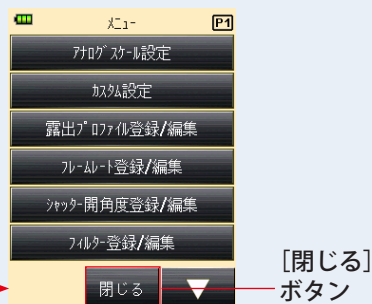 ﾒﾆｭｰ P1
ｱﾅﾛｸﾞｽｹｰﾙ設定
ｶｽﾀﾑ設定
露出ﾌﾟﾛﾌｧｲﾙ登録/編集
ﾌﾚｰﾑﾚｰﾄ登録/編集
ｼｬｯﾀｰ開角度登録/編集
ﾌｨﾙﾀｰ登録/編集
閉じる
[閉じる]
ボタン